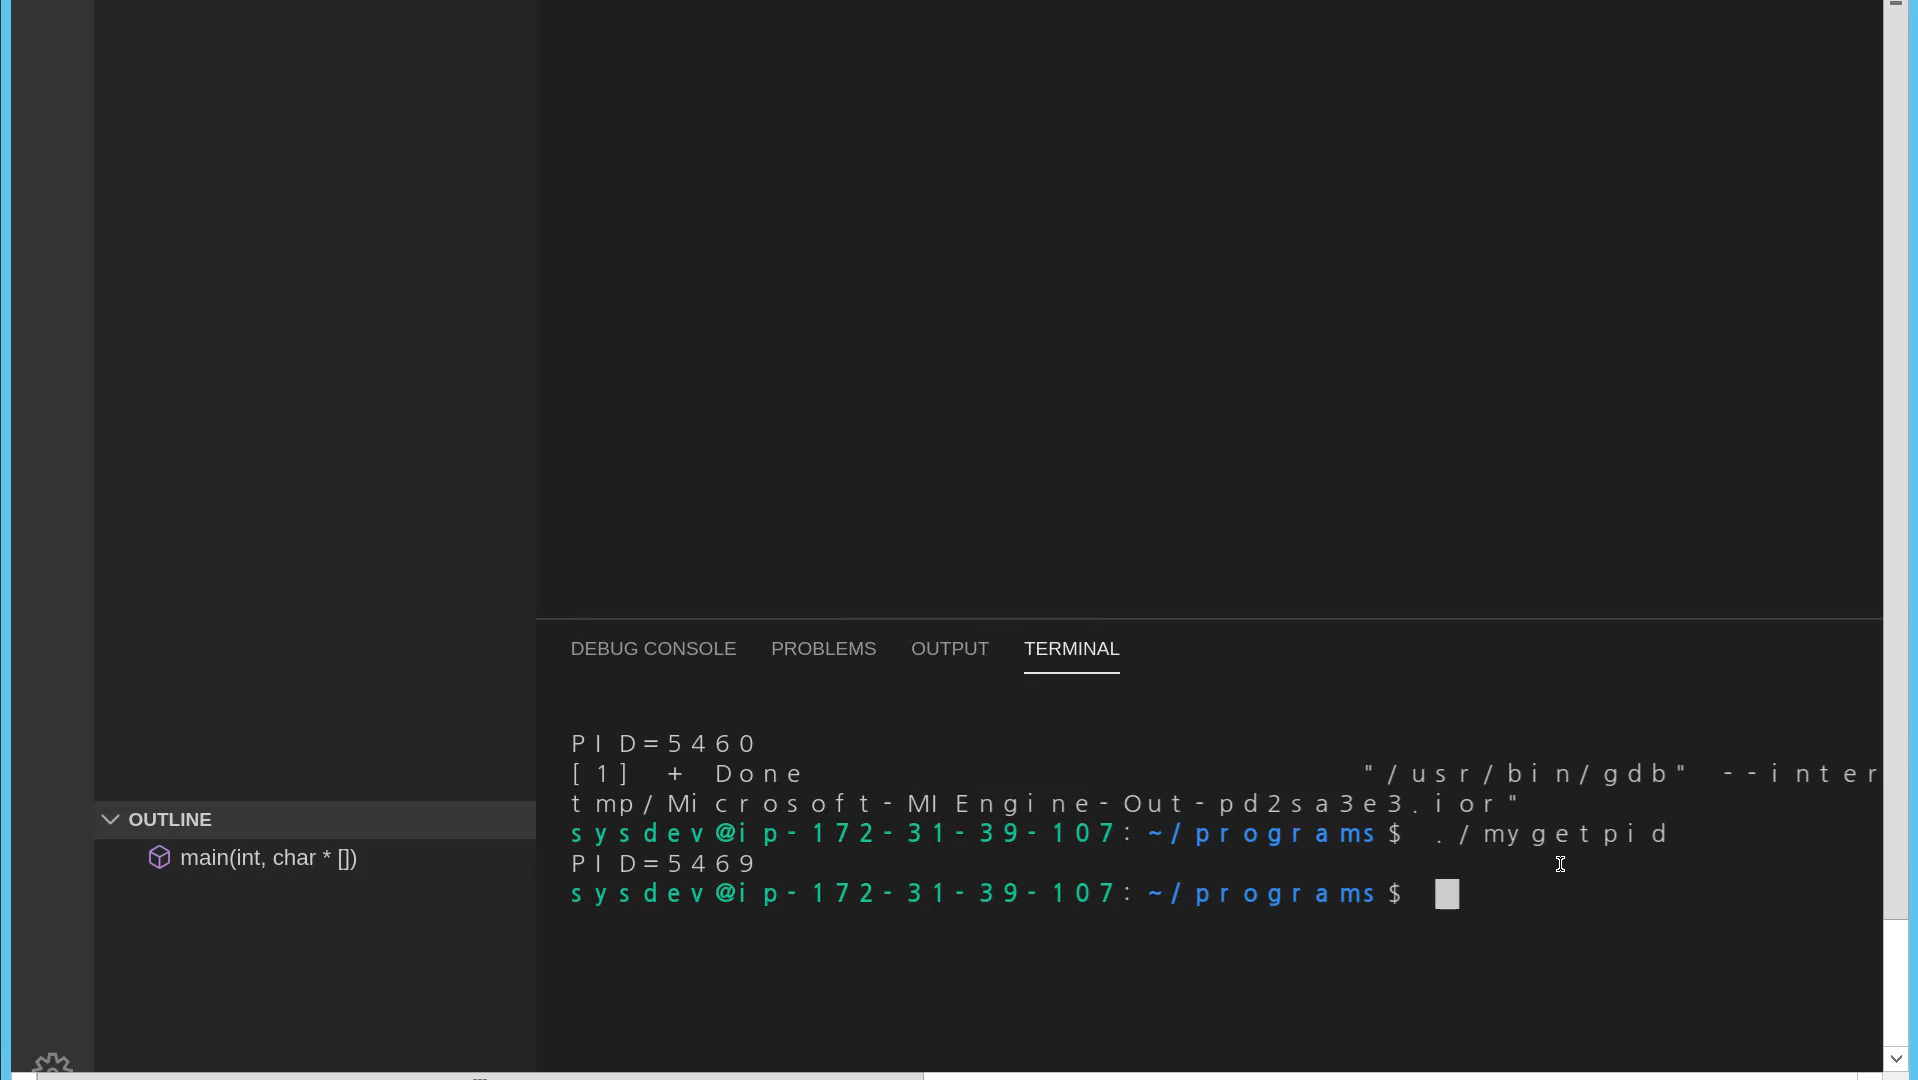 DEBUG CONSOLE PROBLEMS OUTPUT TERMINAL
PID=5460
[1] + Done "/usr/bin/gdb" --inter
tmp/Microsoft-MIEngine-Out-pd2sa3e3.ior"
sysdev@ip-172-31-39-107:~/programs$ ./mygetpid
PID=5469
sysdev@ip-172-31-39-107:~/programs$
OUTLINE
main(int, char * [])